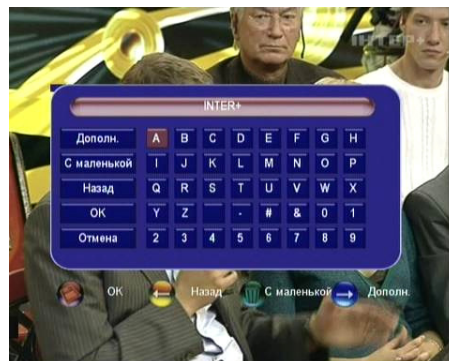 ІНТЕР+
INTER+
Дополн. A B C D E F G H
С маленькой I J K L M N O P
Назад Q R S T U V W X
OK Y Z - # & 0 1
Отмена 2 3 4 5 6 7 8 9
OK Назад С маленькой Дополн.